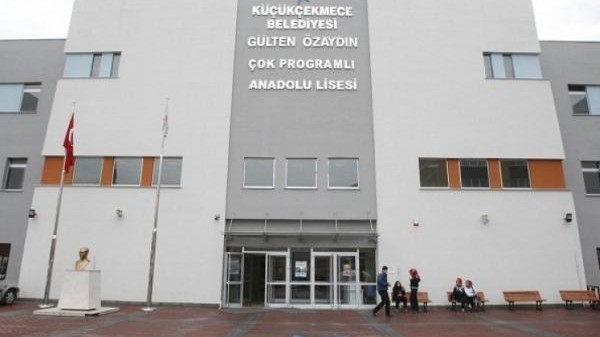 KÜÇÜKÇEKMECE
BELEDİYESİ
GÜLTEN ÖZAYDIN
ÇOK PROGRAMLI
ANADOLU LİSESİ